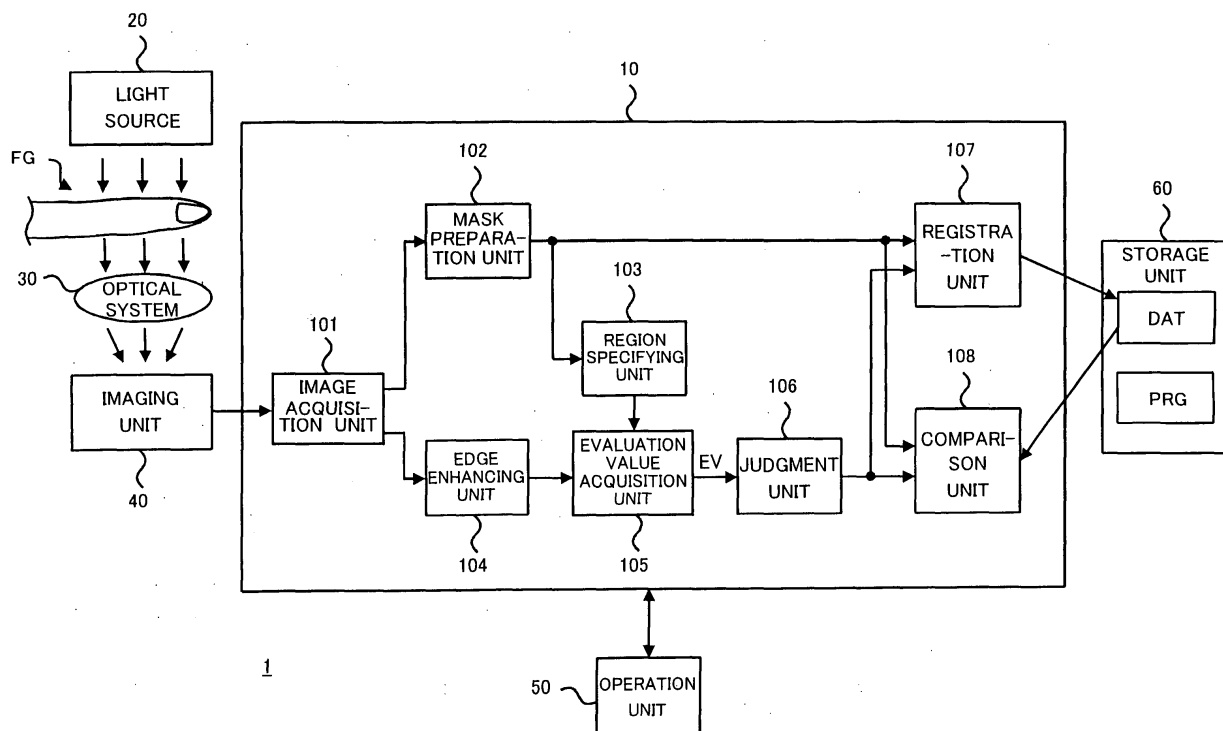 20
LIGHT
SOURCE
FG
30
OPTICAL
SYSTEM
IMAGING
UNIT
40
10
101
IMAGE
ACQUISI-
TION UNIT
102
MASK
PREPARA-
TION UNIT
103
REGION
SPECIFYING
UNIT
EDGE
ENHANCING
UNIT
104
EVALUATION
VALUE
ACQUISITION
UNIT
105
EV
106
JUDGMENT
UNIT
107
REGISTRA
-TION
UNIT
108
COMPARI-
SON
UNIT
60
STORAGE
UNIT
DAT
PRG
1
50
OPERATION
UNIT